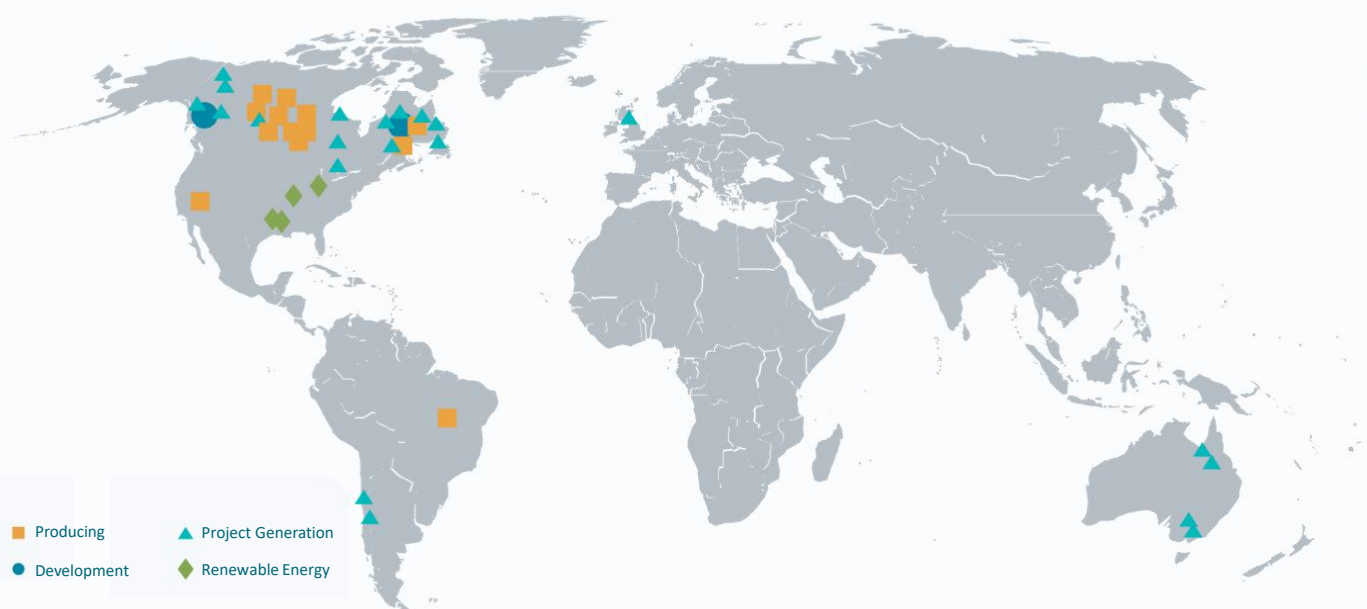 Producing
Project Generation
Development
Renewable Energy